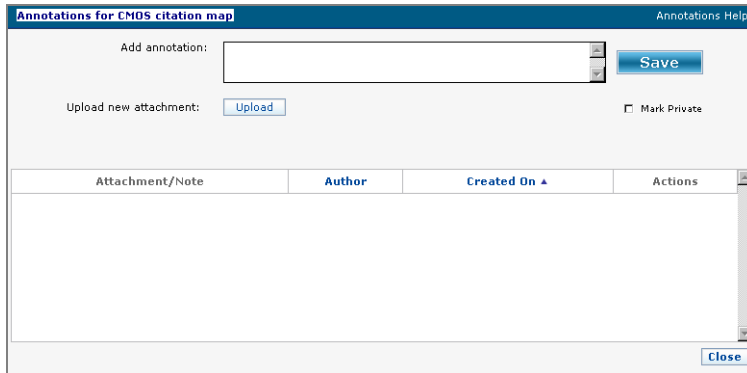 Annotations for CMOS citation map Annotations Help
Add annotation:
Save
Upload new attachment: Upload Mark Private
Attachment/Note Author Created On Actions
Close